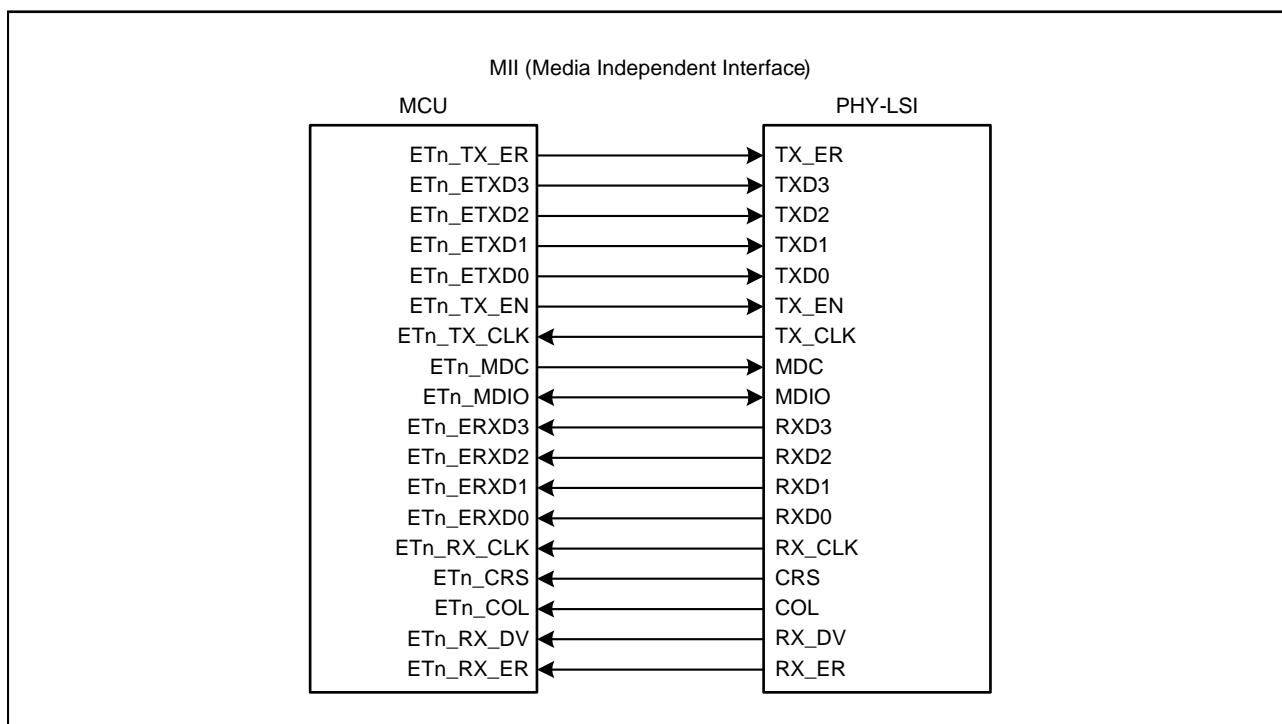 MII (Media Independent Interface)
MCU PHY-LSI
ETn_TX_ER TX_ER
ETn_ETXD3 TXD3
ETn_ETXD2 TXD2
ETn_ETXD1 TXD1
ETn_ETXD0 TXD0
ETn_TX_EN TX_EN
ETn_TX_CLK TX_CLK
ETn_MDC MDC
ETn_MDIO MDIO
ETn_ERXD3 RXD3
ETn_ERXD2 RXD2
ETn_ERXD1 RXD1
ETn_ERXD0 RXD0
ETn_RX_CLK RX_CLK
ETn_CRS CRS
ETn_COL COL
ETn_RX_DV RX_DV
ETn_RX_ER RX_ER